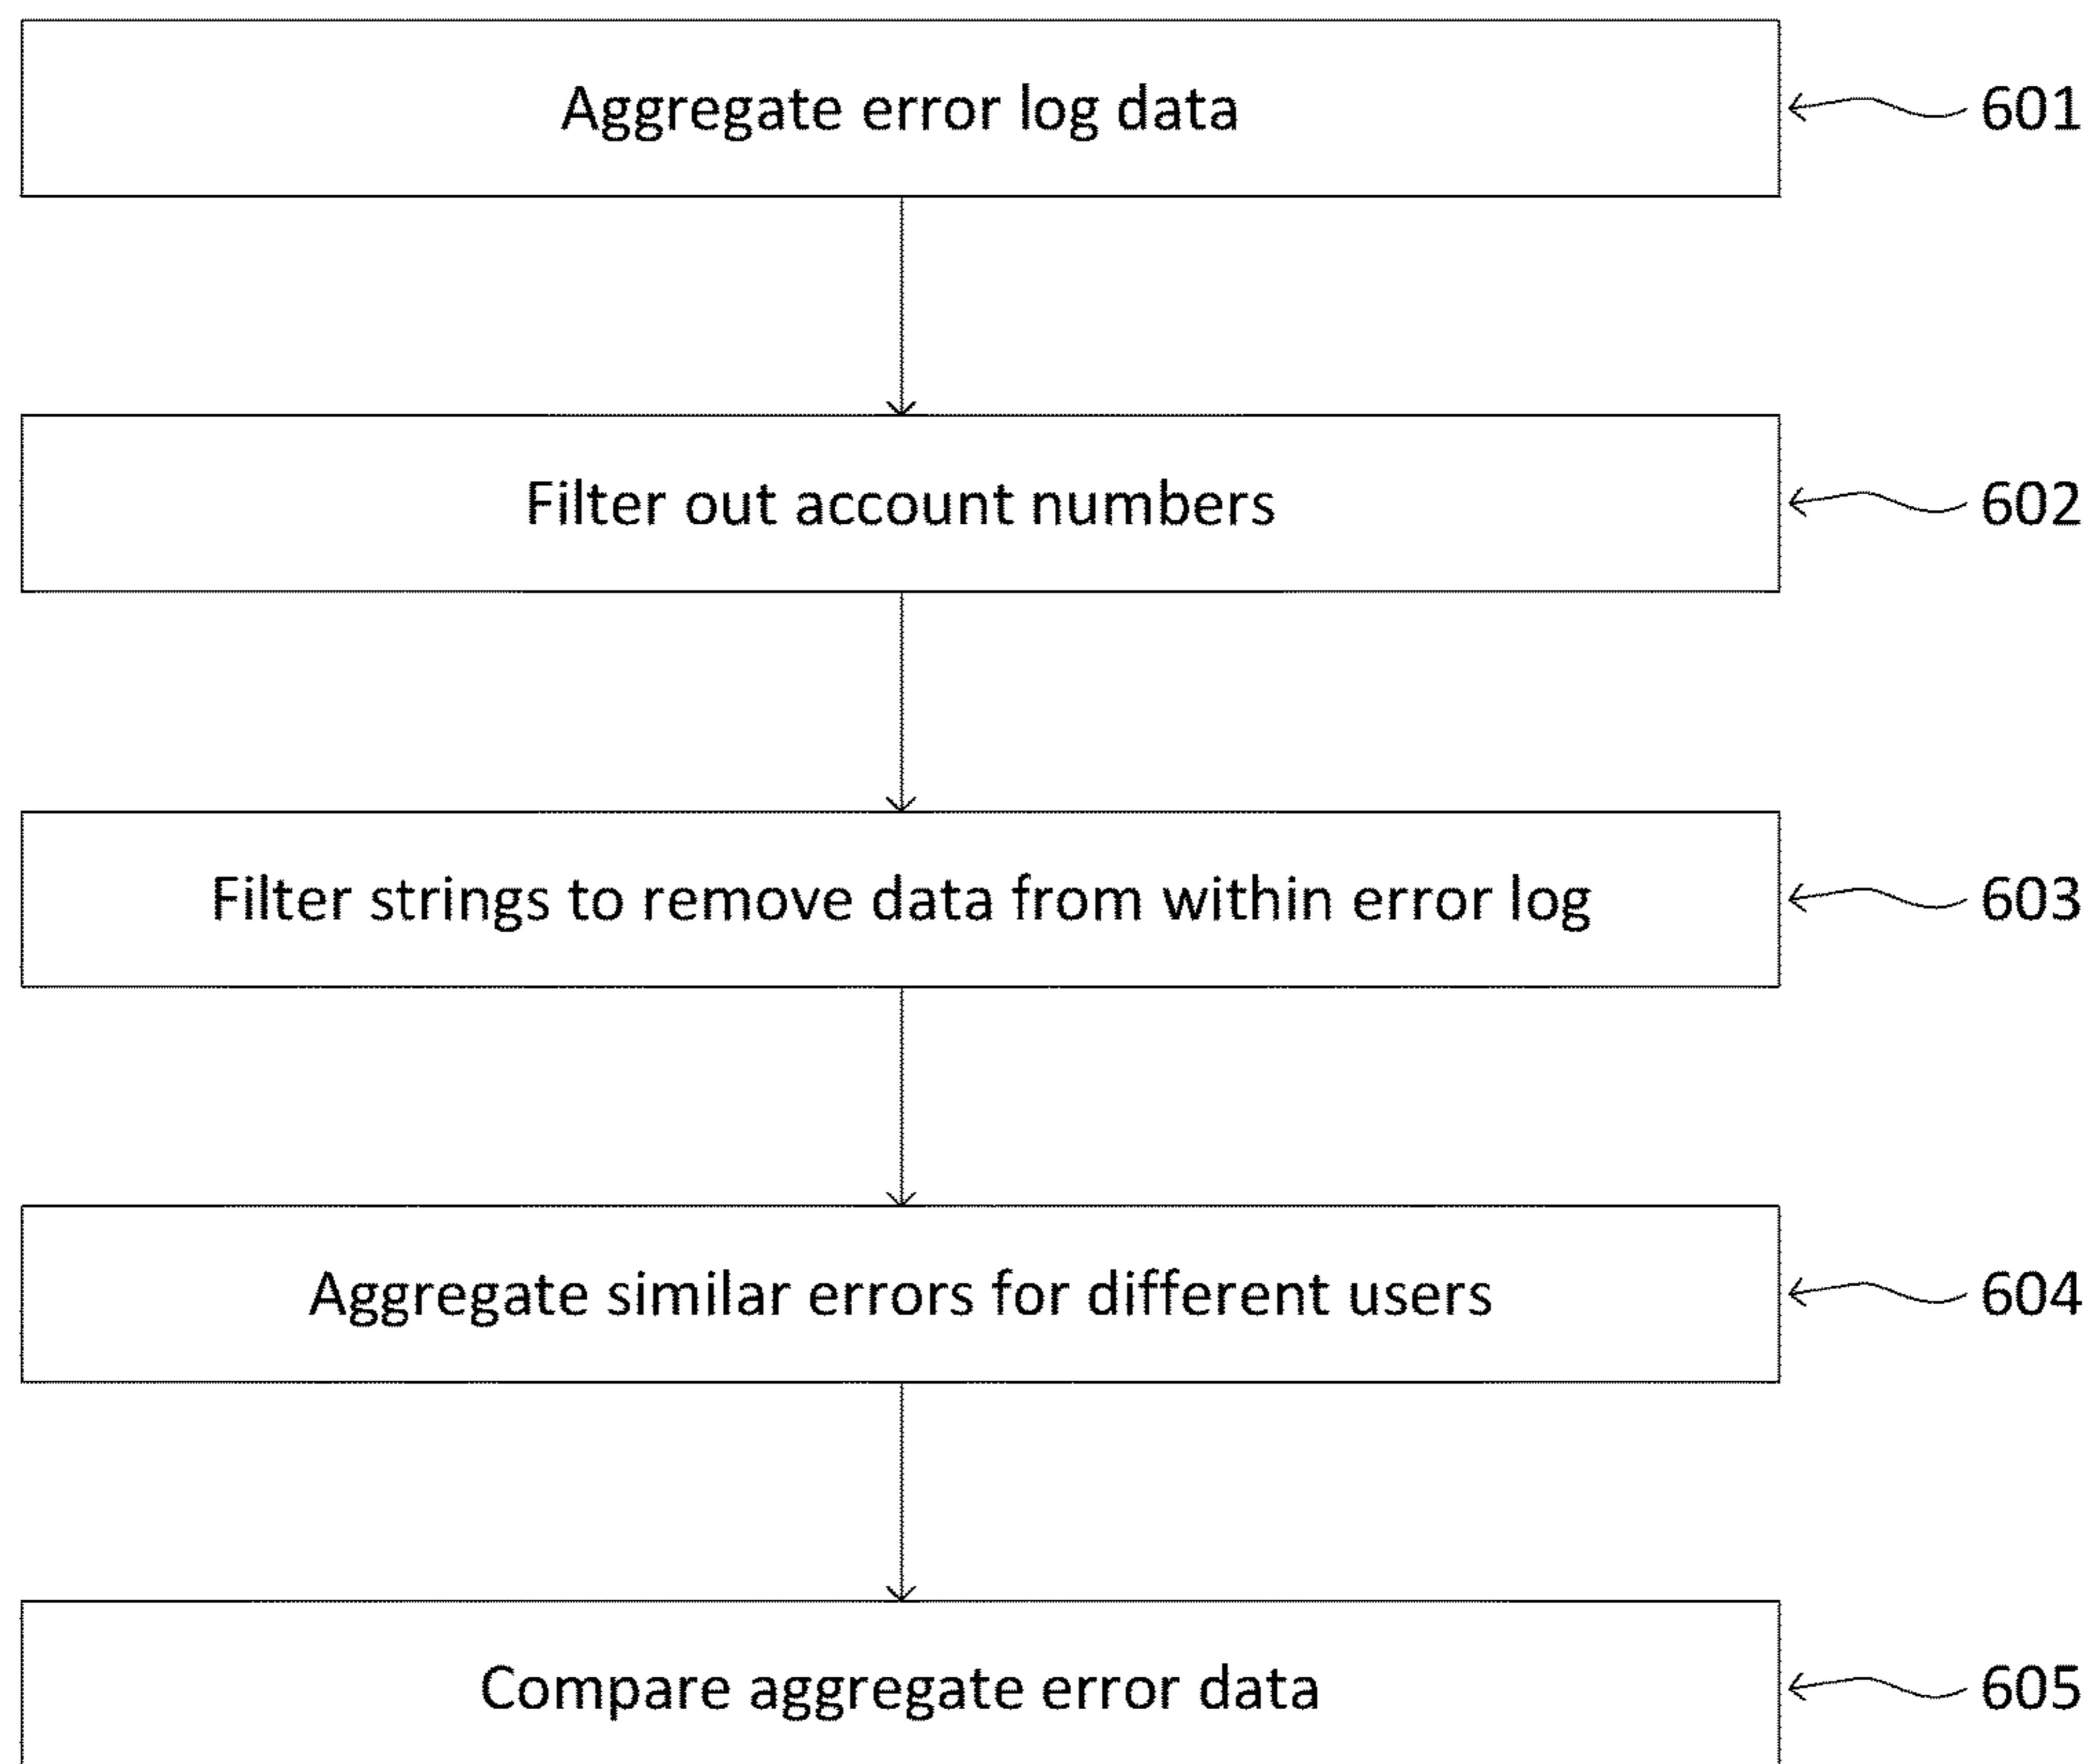 Aggregate error log data
601
Filter out account numbers
602
Filter strings to remove data from within error log
603
Aggregate similar errors for different users
604
Compare aggregate error data
605